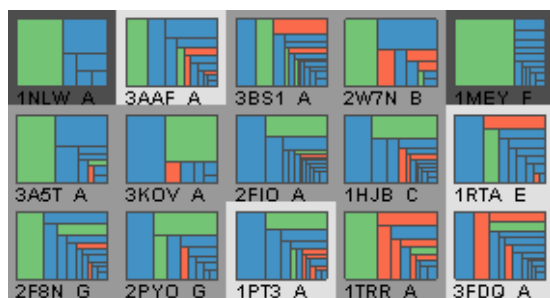 1NLW A 3AAF A 3BS1 A 2W7N B 1MEY F
3A5T A 3KOV A 2FIO A 1HJB C 1RTA E
2F8N G 2PYO G 1PT3 A 1TRR A 3FDQ A